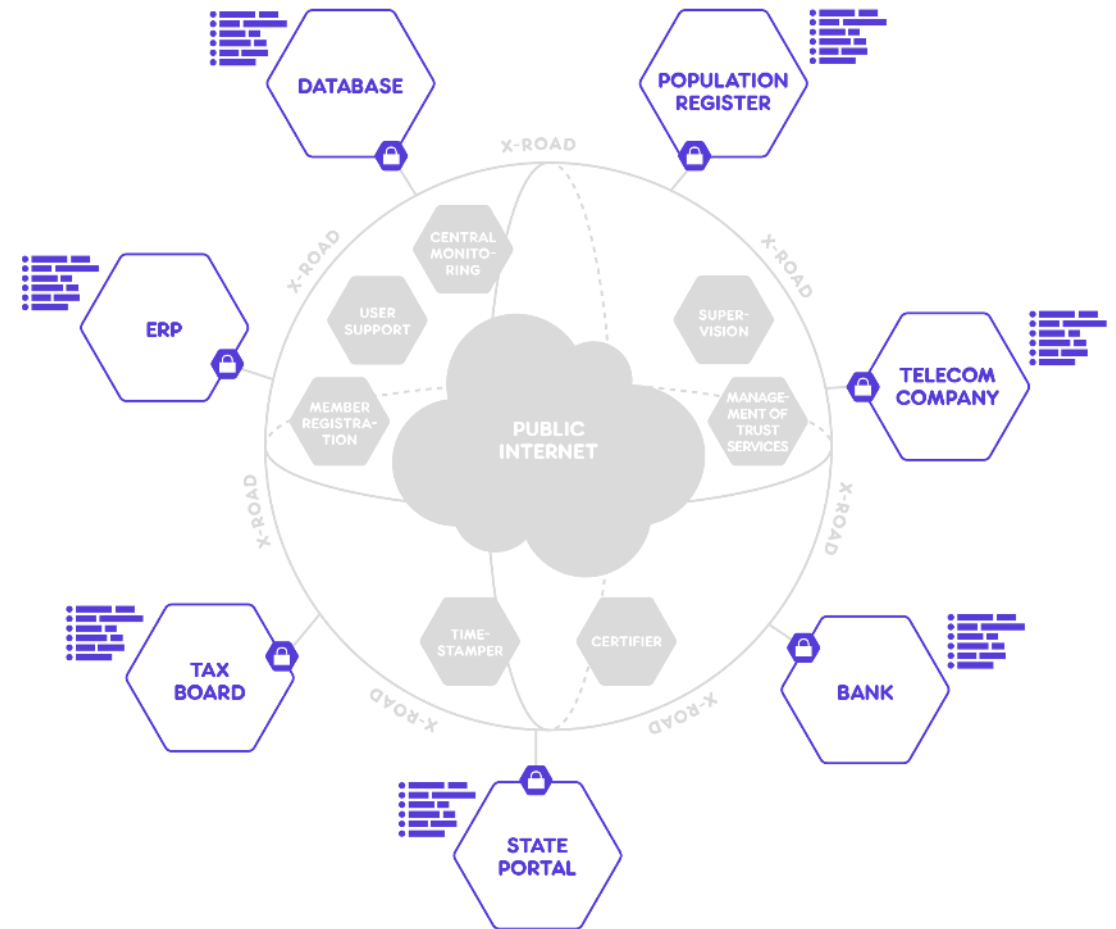 DATABASE
POPULATION
REGISTER
X-ROAD
X-ROAD
X-ROAD
CENTRAL
MONITO-
RING
USER
SUPPORT
SUPER-
VISION
ERP
TELECOM
COMPANY
MEMBER
REGISTRA-
TION
MANAGE-
MENT OF
TRUST
SERVICES
PUBLIC
INTERNET
X-ROAD
X-ROAD
TIME-
STAMPER
CERTIFIER
TAX
BOARD
BANK
X-ROAD
X-ROAD
STATE
PORTAL